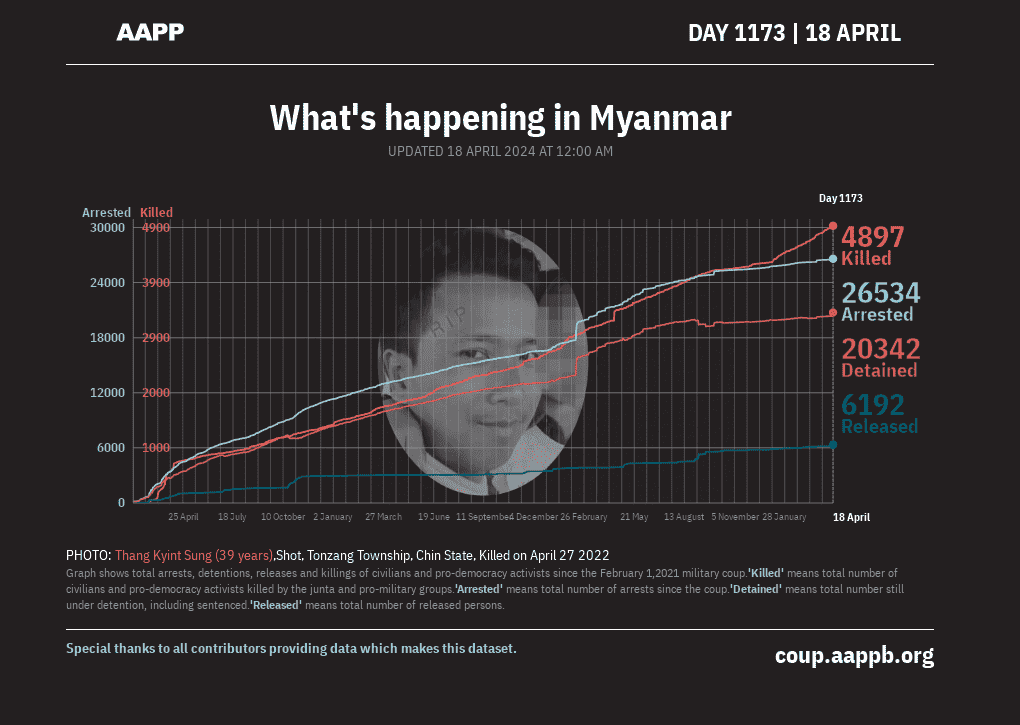 AAPP
DAY 1173 | 18 APRIL
What's happening in Myanmar
UPDATED 18 APRIL 2024 AT 12:00 AM
Day 1173
Arrested Killed
30000 4900
24000 3900
18000 2900
12000 2000
6000 1000
0
4897
Killed
26534
Arrested
20342
Detained
6192
Released
R.I.P
25 April 18 July 10 October 2 January 27 March 19 June 11 September 4 December 26 February 21 May 13 August 5 November 28 January 18 April
PHOTO: Thang Kyint Sung (39 years),Shot, Tonzang Township, Chin State, Killed on April 27 2022
Graph shows total arrests, detentions, releases and killings of civilians and pro-democracy activists since the February 1,2021 military coup.'Killed' means total number of
civilians and pro-democracy activists killed by the junta and pro-military groups.'Arrested' means total number of arrests since the coup.'Detained' means total number still
under detention, including sentenced.'Released' means total number of released persons.
Special thanks to all contributors providing data which makes this dataset.
coup.aappb.org